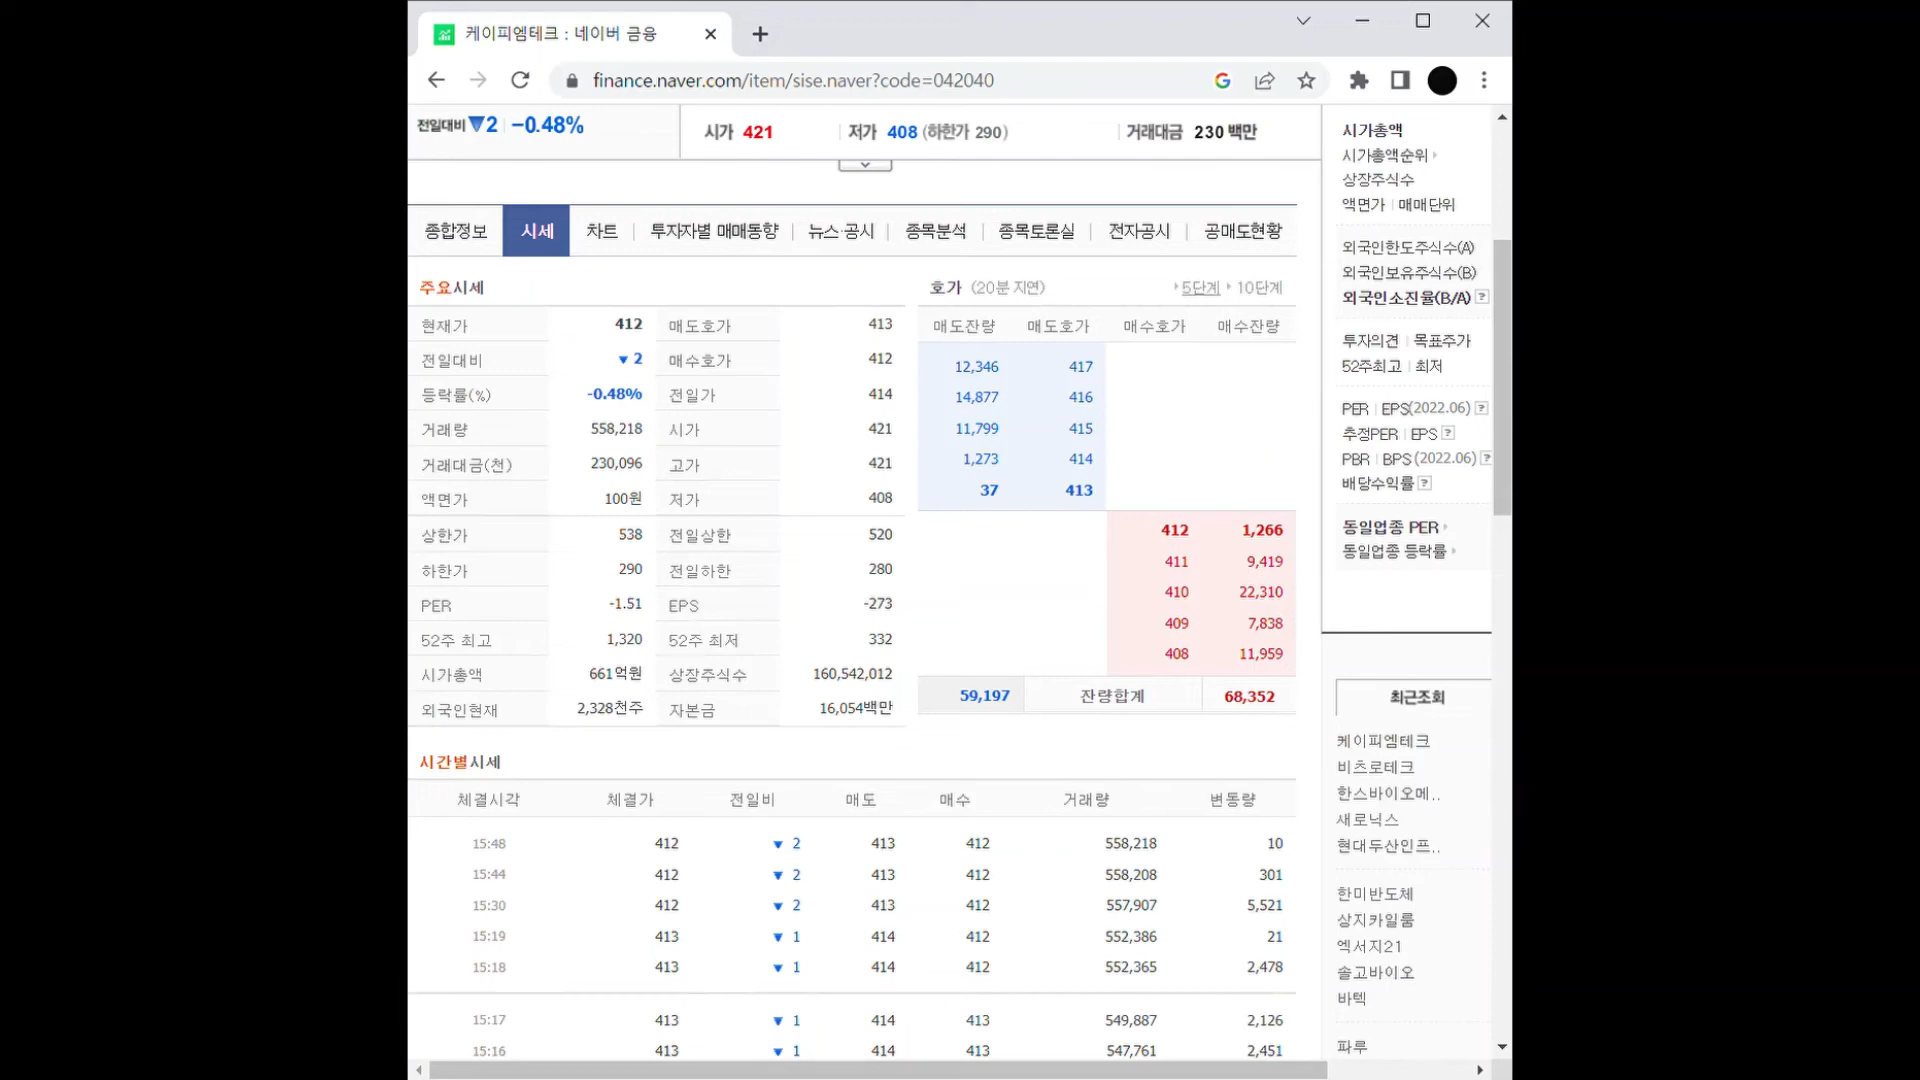 케이피엠테크 : 네이버 금융
finance.naver.com/item/sise.naver?code=042040
전일대비 ▼2 | -0.48%
시가 421 저가 408 (하한가 290) 거래대금 230 백만
종합정보 시세 차트 투자자별 매매동향 뉴스·공시 종목분석 종목토론실 전자공시 공매도현황
주요시세
현재가 412 매도호가 413
전일대비 ▼ 2 매수호가 412
등락률(%) -0.48% 전일가 414
거래량 558,218 시가 421
거래대금(천) 230,096 고가 421
액면가 100원 저가 408
상한가 538 전일상한 520
하한가 290 전일하한 280
PER -1.51 EPS -273
52주 최고 1,320 52주 최저 332
시가총액 661억원 상장주식수 160,542,012
외국인현재 2,328천주 자본금 16,054백만
호가 (20분 지연) 5단계 10단계
매도잔량 매도호가 매수호가 매수잔량
12,346 417
14,877 416
11,799 415
1,273 414
37 413
412 1,266
411 9,419
410 22,310
409 7,838
408 11,959
59,197 잔량합계 68,352
시간별시세
체결시각 체결가 전일비 매도 매수 거래량 변동량
15:48 412 ▼ 2 413 412 558,218 10
15:44 412 ▼ 2 413 412 558,208 301
15:30 412 ▼ 2 413 412 557,907 5,521
15:19 413 ▼ 1 414 412 552,386 21
15:18 413 ▼ 1 414 412 552,365 2,478
15:17 413 ▼ 1 414 413 549,887 2,126
15:16 413 ▼ 1 414 413 547,761 2,451
시가총액
시가총액순위
상장주식수
액면가 | 매매단위
외국인한도주식수(A)
외국인보유주식수(B)
외국인소진율(B/A) ?
투자의견 | 목표주가
52주최고 | 최저
PER | EPS(2022.06) ?
추정PER | EPS ?
PBR | BPS(2022.06) ?
배당수익률 ?
동일업종 PER
동일업종 등락률
최근조회
케이피엠테크
비츠로테크
한스바이오메..
새로닉스
현대두산인프..
한미반도체
상지카일룸
엑서지21
솔고바이오
바텍
파루